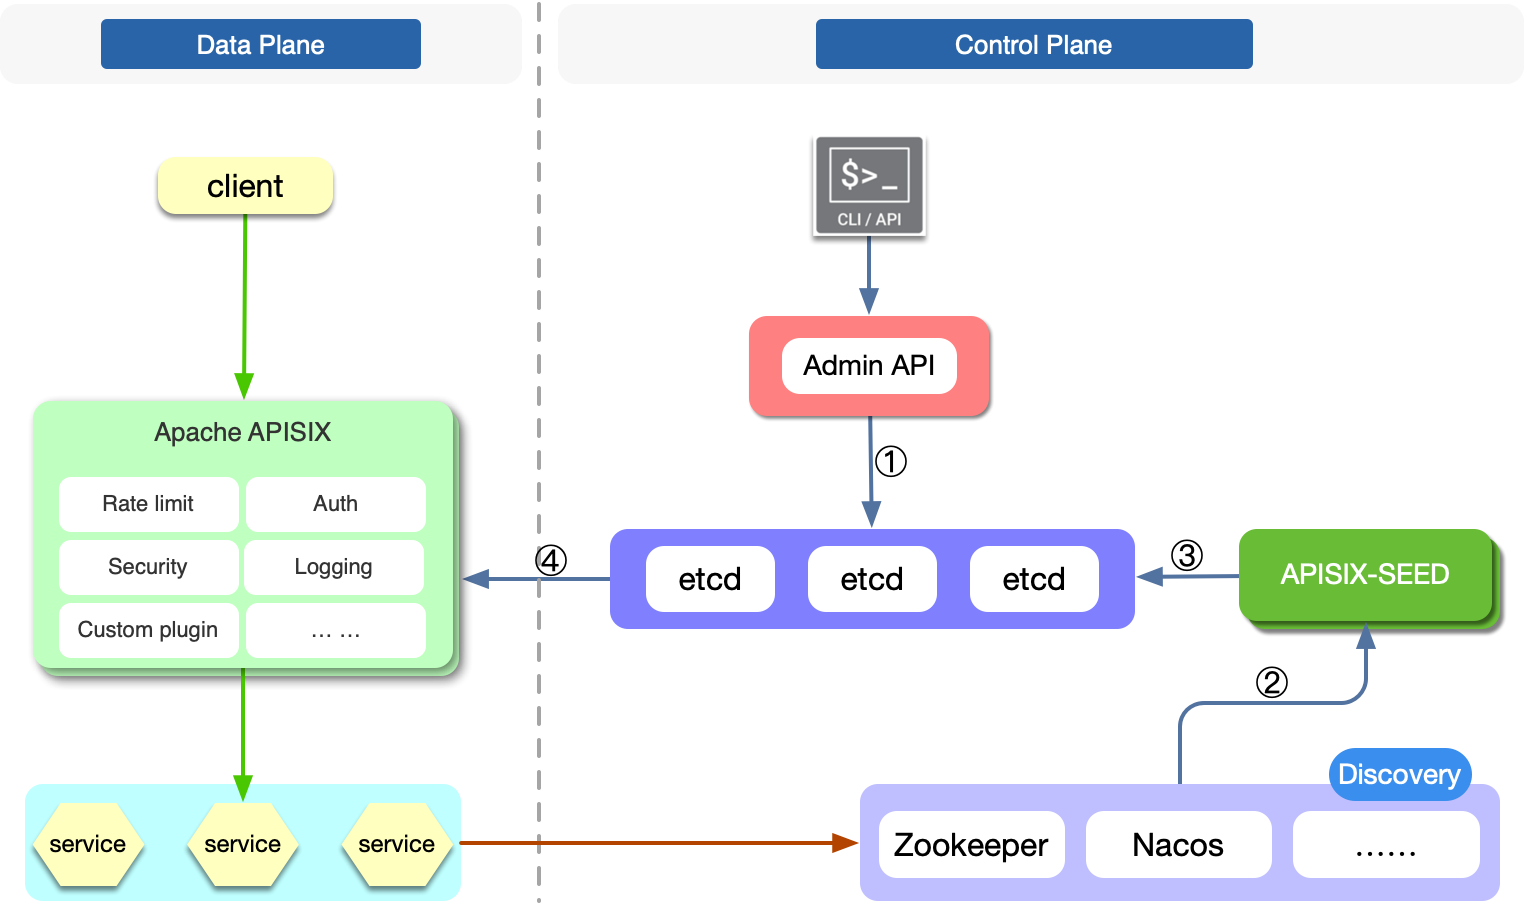 Data Plane
Control Plane
client
$>_
CLI / API
Admin API
①
Apache APISIX
Rate limit
Auth
Security
Logging
Custom plugin
... ...
④
etcd
etcd
etcd
③
APISIX-SEED
②
Discovery
service
service
service
Zookeeper
Nacos
......